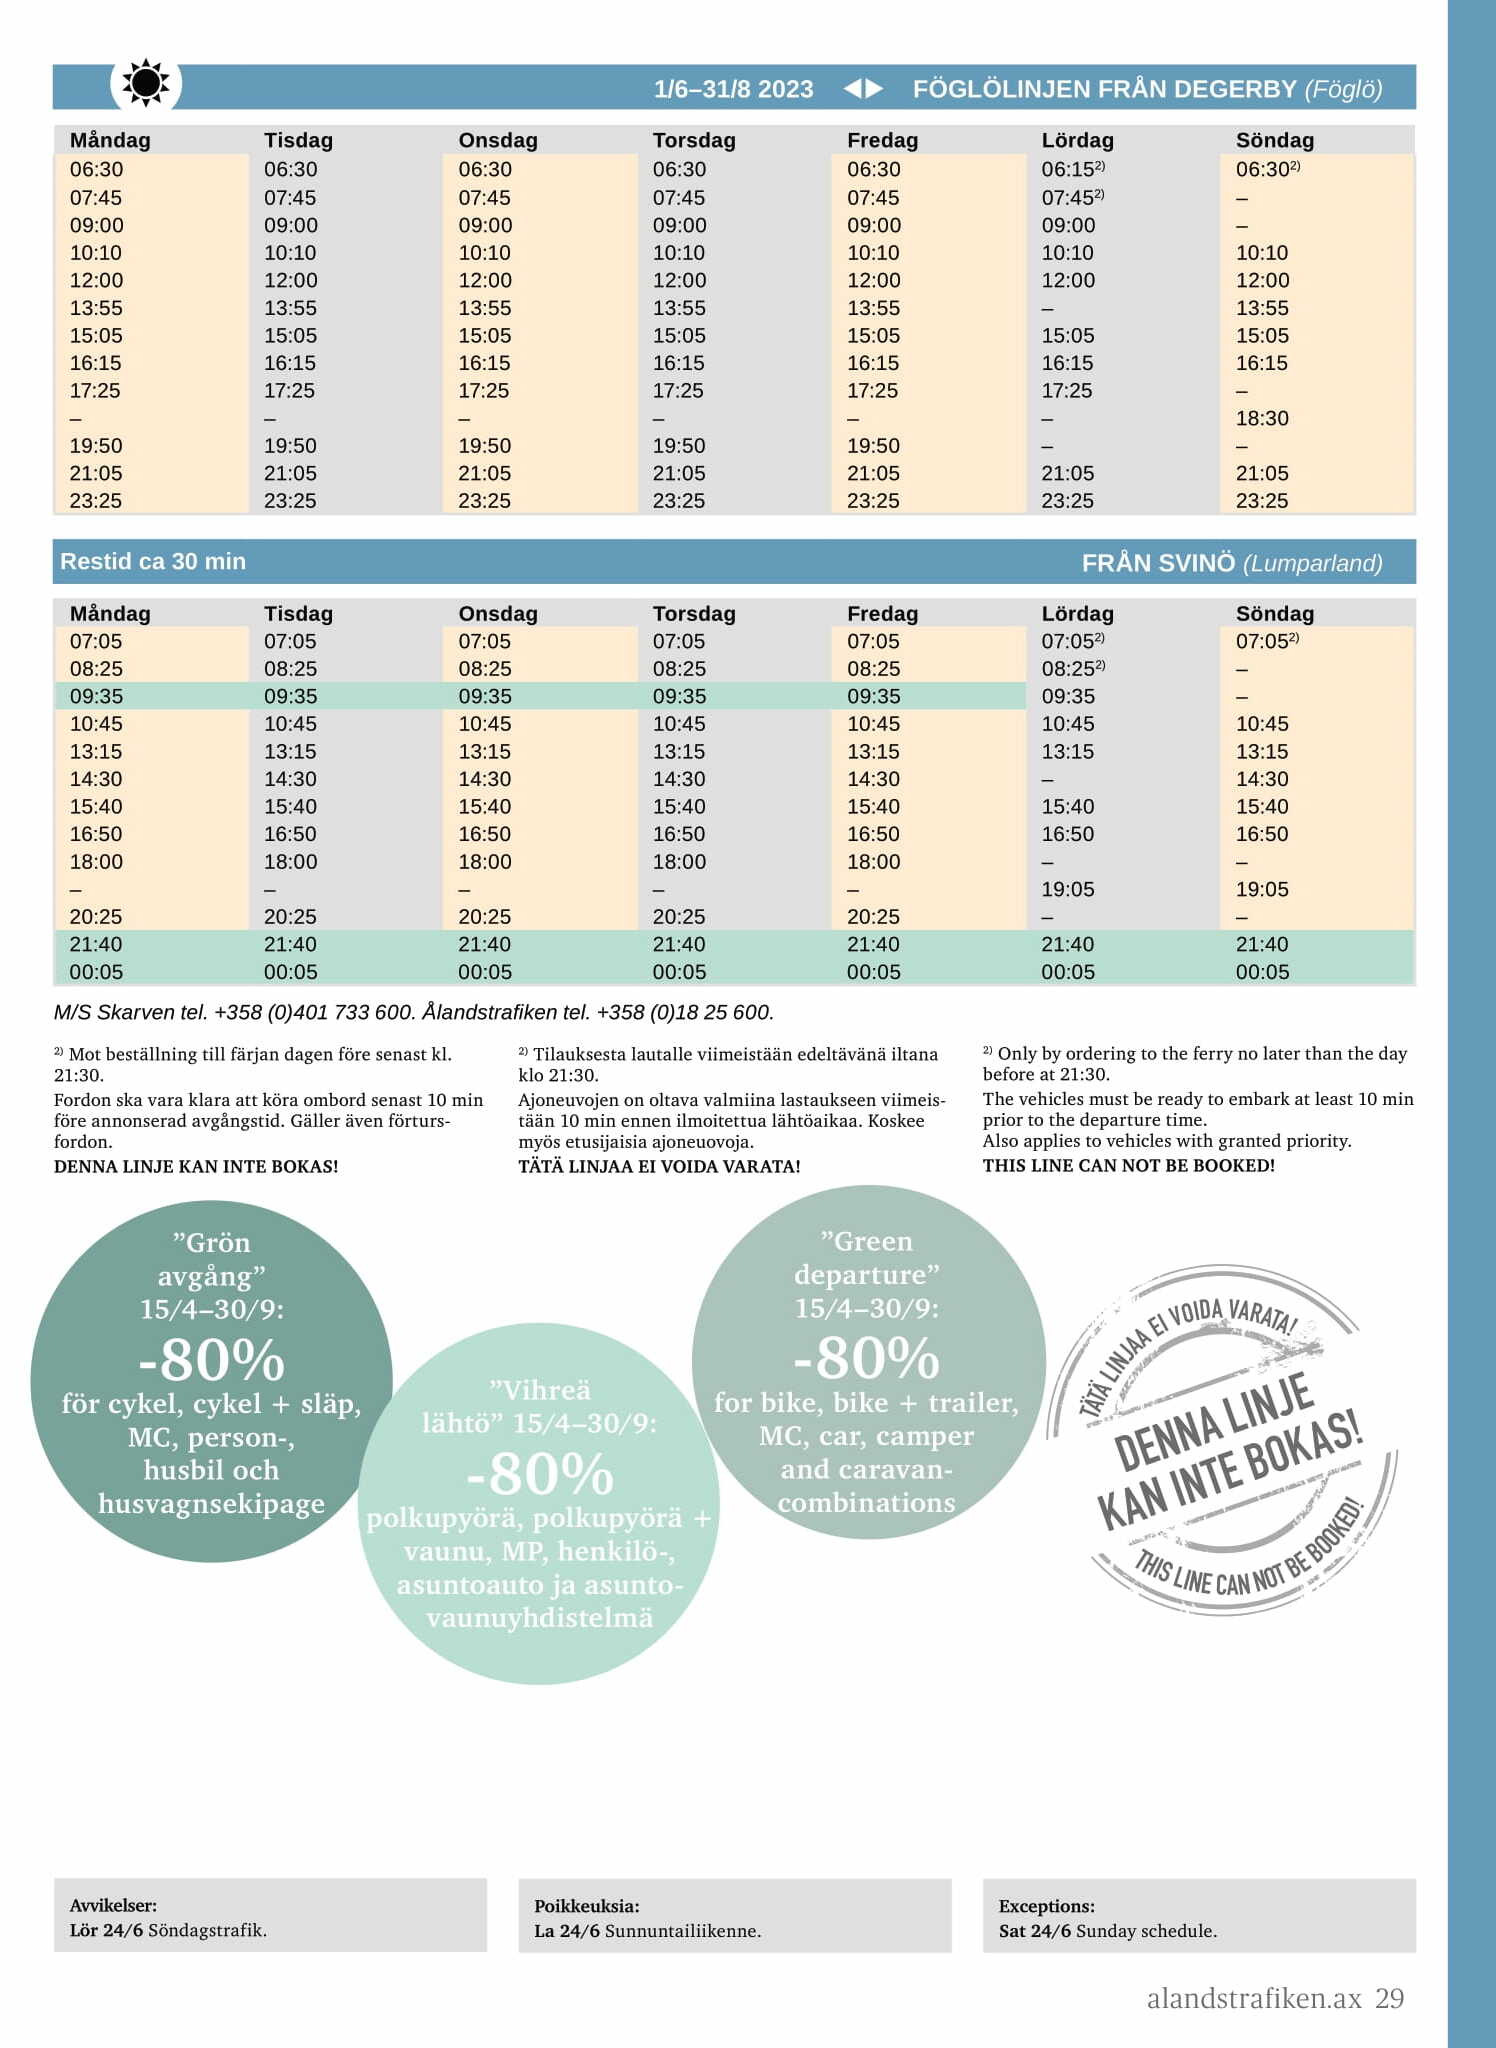 1/6–31/8 2023 ◀▶ FÖGLÖLINJEN FRÅN DEGERBY (Föglö)
Måndag Tisdag Onsdag Torsdag Fredag Lördag Söndag
06:30 06:30 06:30 06:30 06:30 06:15²⁾ 06:30²⁾
07:45 07:45 07:45 07:45 07:45 07:45²⁾ –
09:00 09:00 09:00 09:00 09:00 09:00 –
10:10 10:10 10:10 10:10 10:10 10:10 10:10
12:00 12:00 12:00 12:00 12:00 12:00 12:00
13:55 13:55 13:55 13:55 13:55 – 13:55
15:05 15:05 15:05 15:05 15:05 15:05 15:05
16:15 16:15 16:15 16:15 16:15 16:15 16:15
17:25 17:25 17:25 17:25 17:25 17:25 –
– – – – – – 18:30
19:50 19:50 19:50 19:50 19:50 – –
21:05 21:05 21:05 21:05 21:05 21:05 21:05
23:25 23:25 23:25 23:25 23:25 23:25 23:25
Restid ca 30 min FRÅN SVINÖ (Lumparland)
Måndag Tisdag Onsdag Torsdag Fredag Lördag Söndag
07:05 07:05 07:05 07:05 07:05 07:05²⁾ 07:05²⁾
08:25 08:25 08:25 08:25 08:25 08:25²⁾ –
09:35 09:35 09:35 09:35 09:35 09:35 –
10:45 10:45 10:45 10:45 10:45 10:45 10:45
13:15 13:15 13:15 13:15 13:15 13:15 13:15
14:30 14:30 14:30 14:30 14:30 – 14:30
15:40 15:40 15:40 15:40 15:40 15:40 15:40
16:50 16:50 16:50 16:50 16:50 16:50 16:50
18:00 18:00 18:00 18:00 18:00 – –
– – – – – 19:05 19:05
20:25 20:25 20:25 20:25 20:25 – –
21:40 21:40 21:40 21:40 21:40 21:40 21:40
00:05 00:05 00:05 00:05 00:05 00:05 00:05
M/S Skarven tel. +358 (0)401 733 600. Ålandstrafiken tel. +358 (0)18 25 600.
²⁾ Mot beställning till färjan dagen före senast kl.
21:30.
Fordon ska vara klara att köra ombord senast 10 min
före annonserad avgångstid. Gäller även förturs-
fordon.
DENNA LINJE KAN INTE BOKAS!
²⁾ Tilauksesta lautalle viimeistään edeltävänä iltana
klo 21:30.
Ajoneuvojen on oltava valmiina lastaukseen viimeis-
tään 10 min ennen ilmoitettua lähtöaikaa. Koskee
myös etusijaisia ajoneuovoja.
TÄTÄ LINJAA EI VOIDA VARATA!
²⁾ Only by ordering to the ferry no later than the day
before at 21:30.
The vehicles must be ready to embark at least 10 min
prior to the departure time.
Also applies to vehicles with granted priority.
THIS LINE CAN NOT BE BOOKED!
”Grön
avgång”
15/4–30/9:
-80%
för cykel, cykel + släp,
MC, person-,
husbil och
husvagnsekipage
”Vihreä
lähtö” 15/4–30/9:
-80%
polkupyörä, polkupyörä +
vaunu, MP, henkilö-,
asuntoauto ja asunto-
vaunuyhdistelmä
”Green
departure”
15/4–30/9:
-80%
for bike, bike + trailer,
MC, car, camper
and caravan-
combinations
TÄTÄ LINJAA EI VOIDA VARATA!
DENNA LINJE
KAN INTE BOKAS!
THIS LINE CAN NOT BE BOOKED!
Avvikelser:
Lör 24/6 Söndagstrafik.
Poikkeuksia:
La 24/6 Sunnuntailiikenne.
Exceptions:
Sat 24/6 Sunday schedule.
alandstrafiken.ax 29